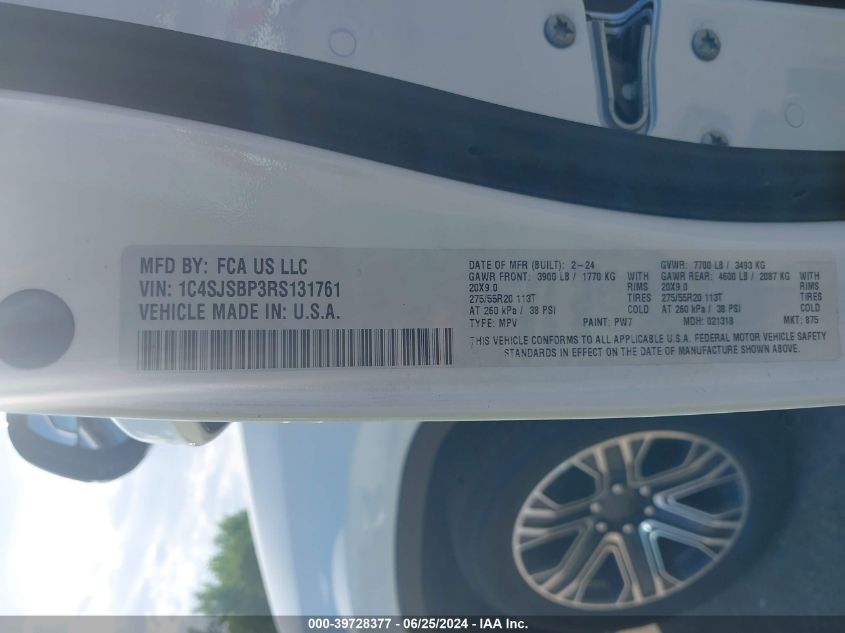 MFD BY: FCA US LLC
VIN: 1C4SJSBP3RS131761
VEHICLE MADE IN: U.S.A.
DATE OF MFR (BUILT): 2-24 GVWR: 7700 LB / 3493 KG
GAWR FRONT: 3900 LB / 1770 KG WITH GAWR REAR: 4600 LB / 2087 KG WITH
20X9.0 RIMS 20X9.0 RIMS
275/55R20 113T TIRES 275/55R20 113T TIRES
AT 260 kPa / 38 PSI COLD AT 260 kPa / 38 PSI COLD
TYPE: MPV PAINT: PW7 MDH: 021318 MKT: 875
THIS VEHICLE CONFORMS TO ALL APPLICABLE U.S.A. FEDERAL MOTOR VEHICLE SAFETY
STANDARDS IN EFFECT ON THE DATE OF MANUFACTURE SHOWN ABOVE.
000-39728377 / 06/25/2024 / IAA Inc.